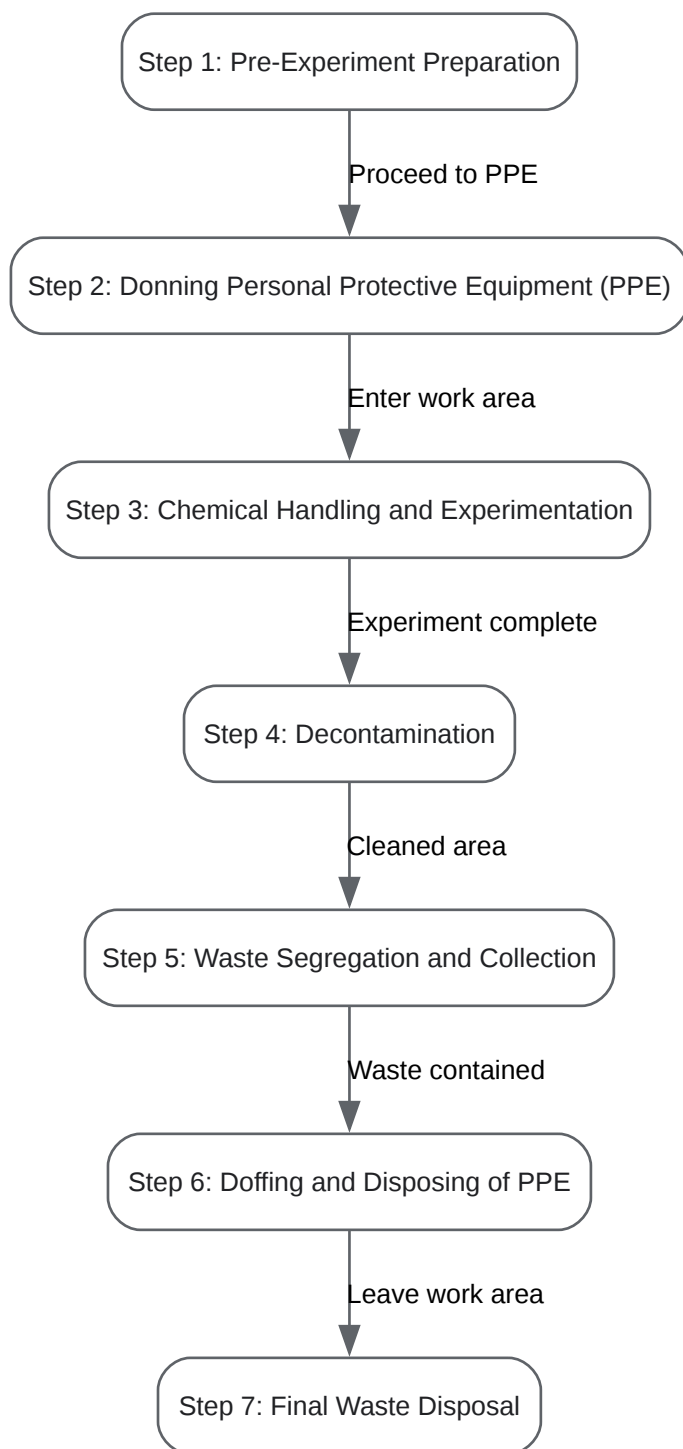 Step 1: Pre-Experiment Preparation
Proceed to PPE
Step 2: Donning Personal Protective Equipment (PPE)
Enter work area
Step 3: Chemical Handling and Experimentation
Experiment complete
Step 4: Decontamination
Cleaned area
Step 5: Waste Segregation and Collection
Waste contained
Step 6: Doffing and Disposing of PPE
Leave work area
Step 7: Final Waste Disposal